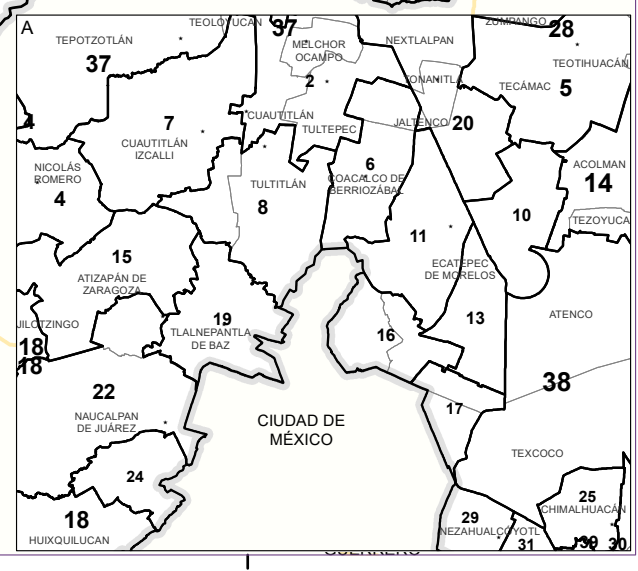 A
TEOLOYUCAN
37
ZUMPANGO
28
TEPOTZOTLÁN
37
MELCHOR
OCAMPO
NEXTLALPAN
TEOTIHUACÁN
2
TONANITLA
TECÁMAC 5
4
7
CUAUTITLÁN
IZCALLI
CUAUTITLÁN
TULTEPEC
JALTENCO
20
NICOLÁS
ROMERO
4
TULTITLÁN
8
6
COACALCO DE
BERRIOZÁBAL
ACOLMAN
14
10
TEZOYUCA
11
15
ATIZAPÁN DE
ZARAGOZA
ECATEPEC
DE MORELOS
JILOTZINGO
18
18
19
TLALNEPANTLA
DE BAZ
16
13
ATENCO
38
22
NAUCALPAN
DE JUÁREZ
CIUDAD DE
MÉXICO
17
TEXCOCO
24
18
HUIXQUILUCAN
29
NEZAHUALCÓYOTL
31
25
CHIMALHUACÁN
39
30
GUERRERO